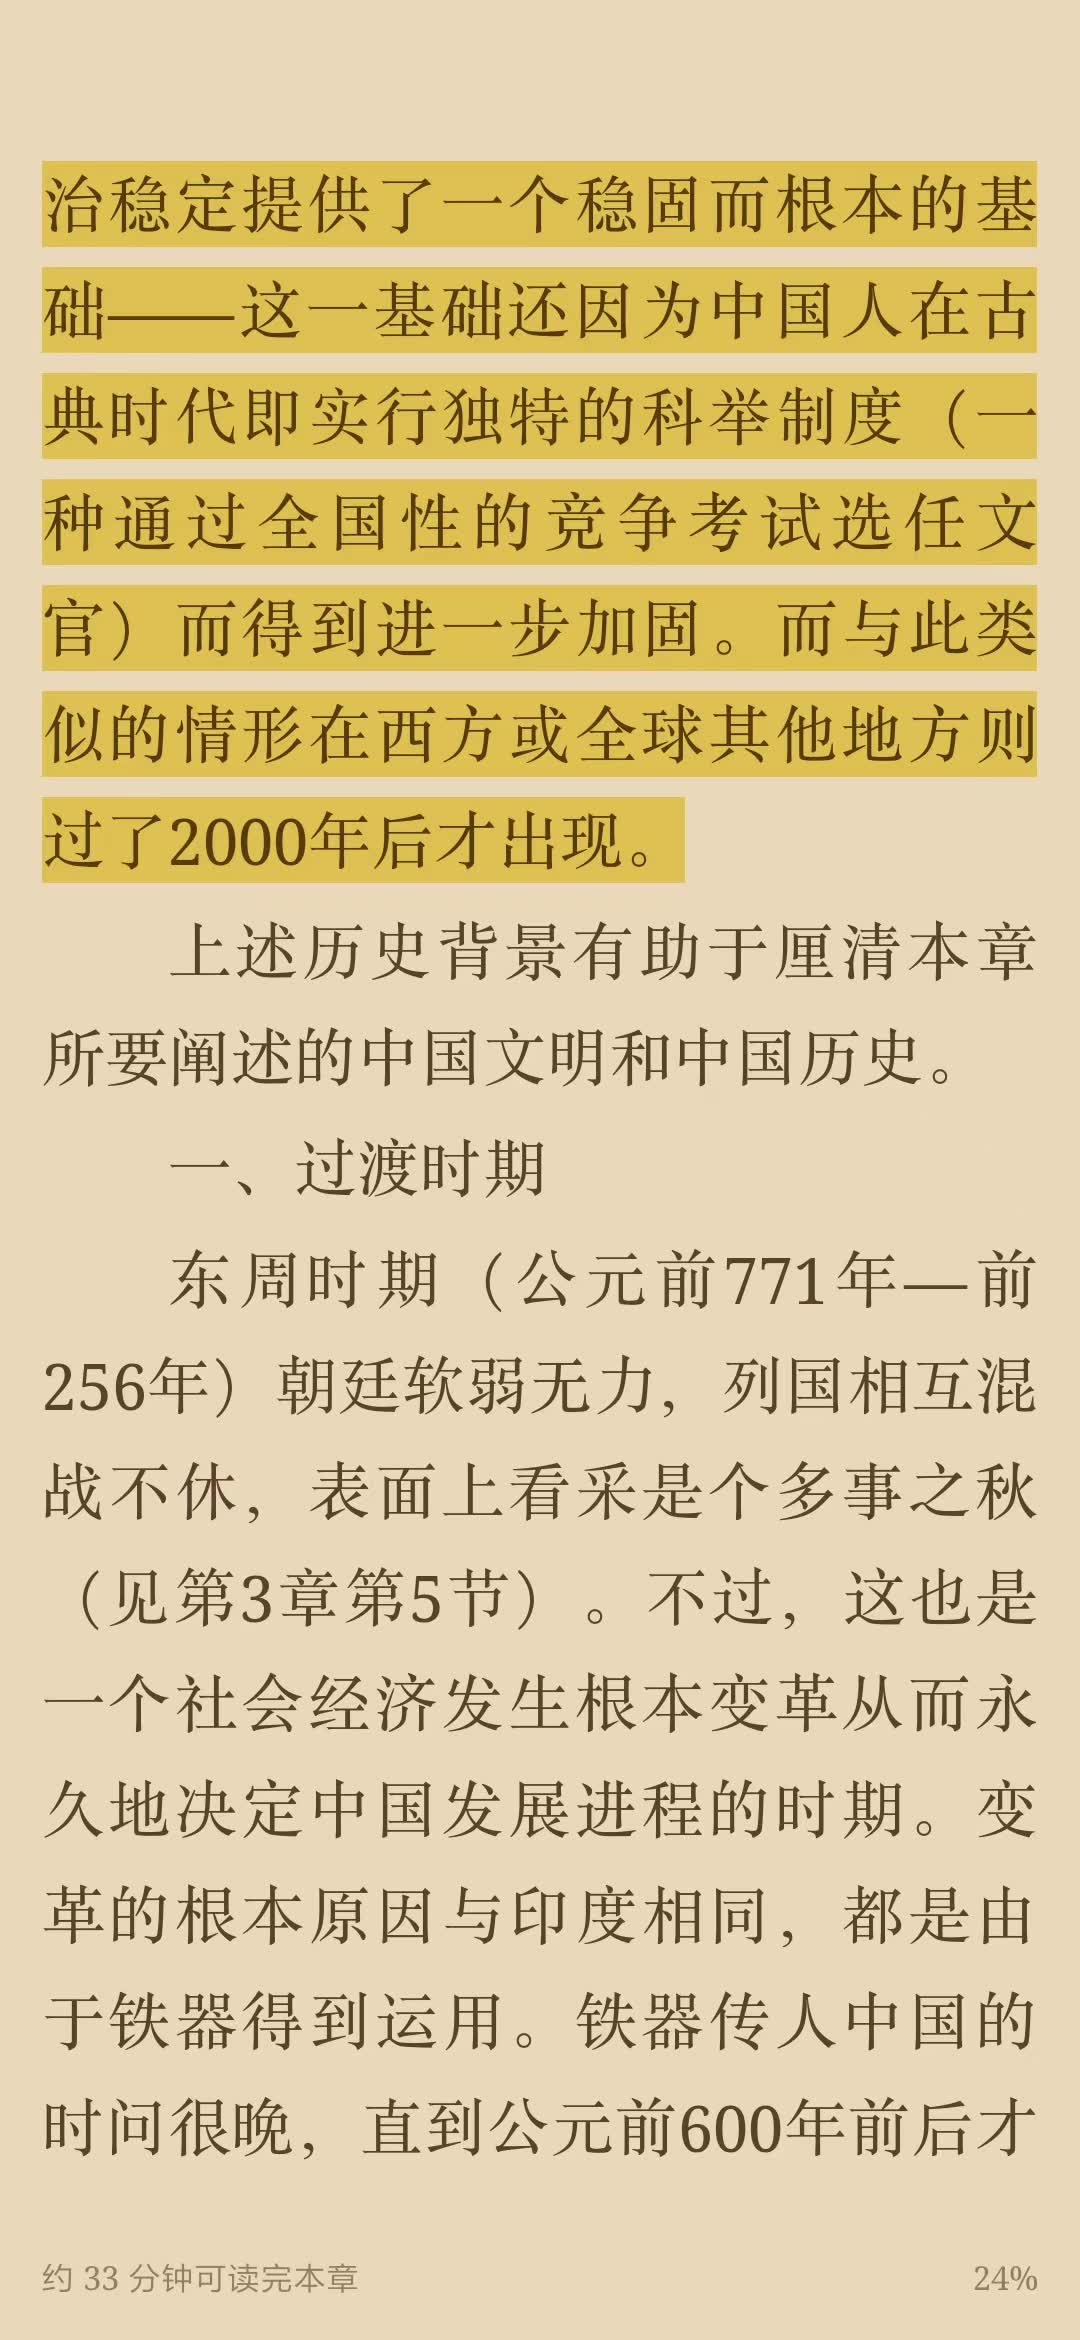 治稳定提供了一个稳固而根本的基
础——这一基础还因为中国人在古
典时代即实行独特的科举制度（一
种通过全国性的竞争考试选任文
官）而得到进一步加固。而与此类
似的情形在西方或全球其他地方则
过了2000年后才出现。
上述历史背景有助于厘清本章
所要阐述的中国文明和中国历史。
一、过渡时期
东周时期（公元前771年—前
256年）朝廷软弱无力，列国相互混
战不休，表面上看采是个多事之秋
（见第3章第5节）。不过，这也是
一个社会经济发生根本变革从而永
久地决定中国发展进程的时期。变
革的根本原因与印度相同，都是由
于铁器得到运用。铁器传人中国的
时问很晚，直到公元前600年前后才
约 33 分钟可读完本章
24%